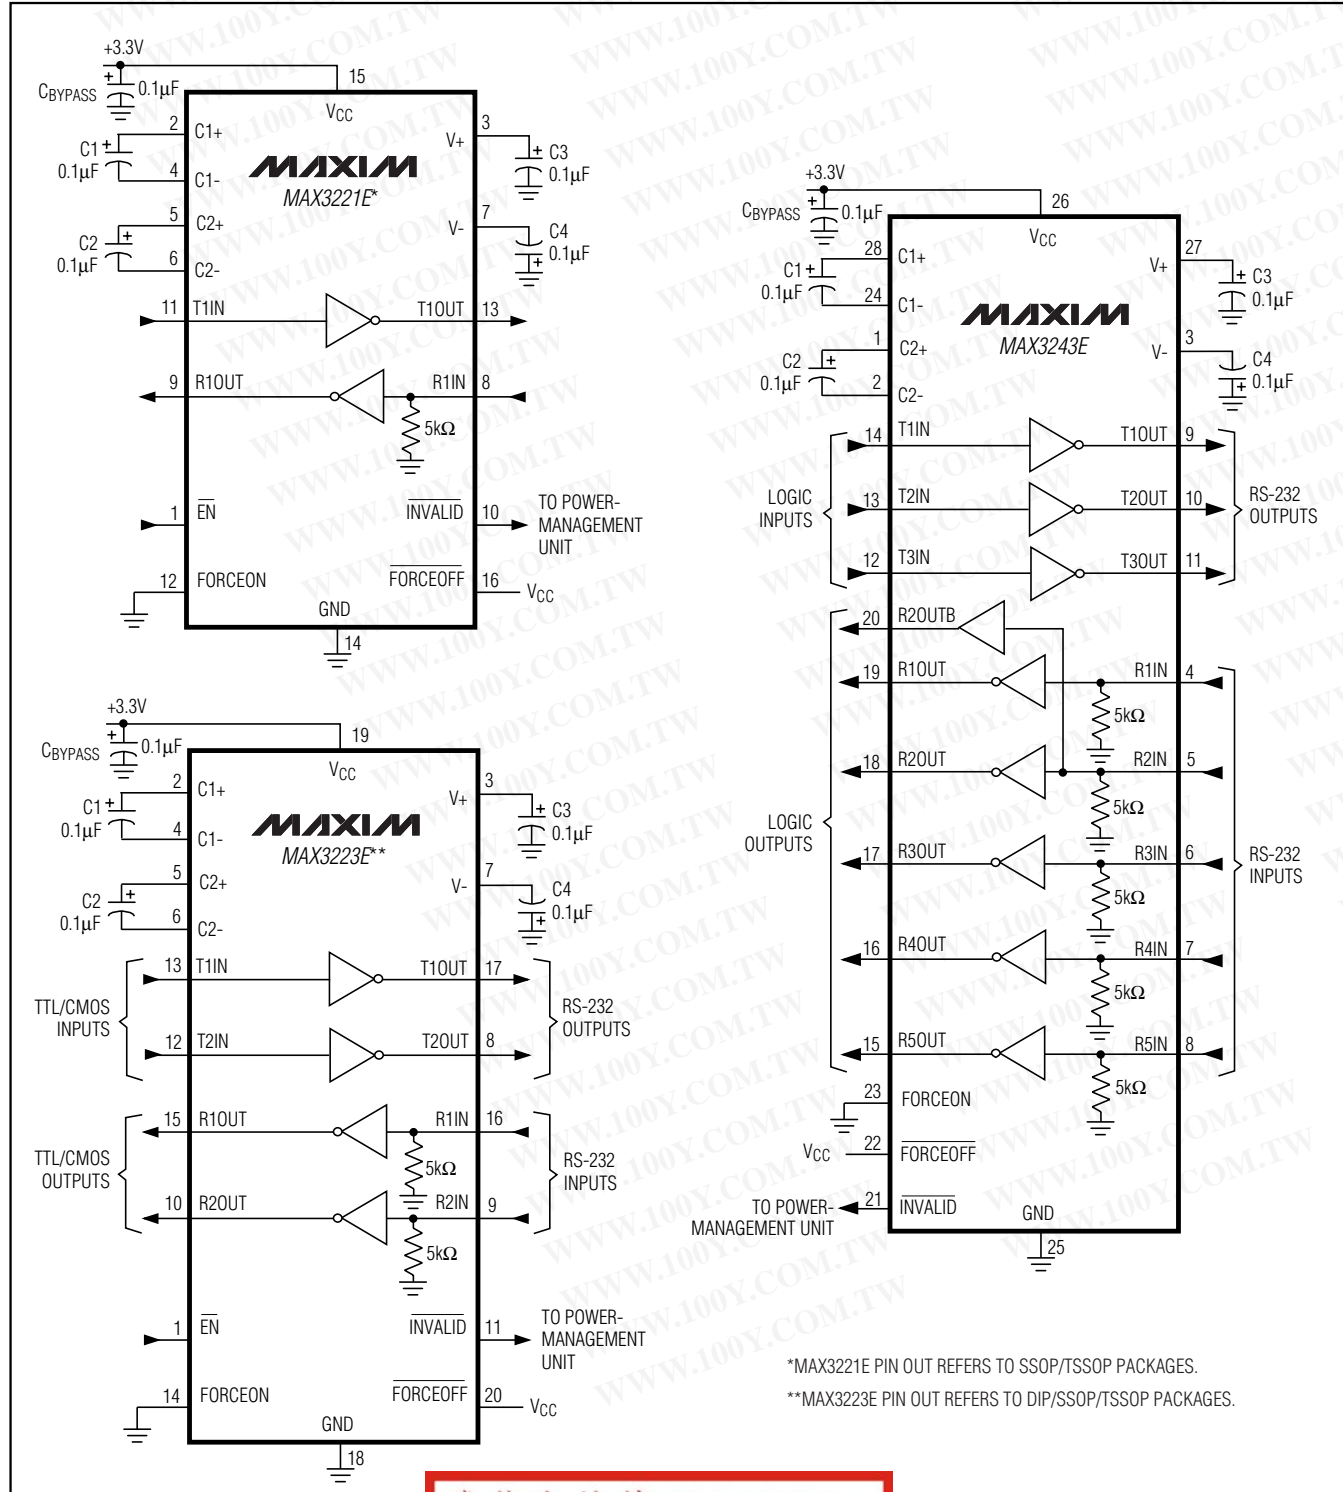 +3.3V
CBYPASS
+
0.1µF
15
VCC
2
C1+
C1
+
0.1µF
4
C1-
5
C2+
C2
+
0.1µF
6
C2-
3
V+
+
C3
0.1µF
7
V-
C4
+
0.1µF
MAXIM
MAX3221E*
11
T1IN
T1OUT
13
9
R1OUT
R1IN
8
5kΩ
1
EN
INVALID
10
TO POWER-
MANAGEMENT
UNIT
12
FORCEON
FORCEOFF
16
VCC
GND
14
+3.3V
CBYPASS
+
0.1µF
19
VCC
2
C1+
C1
+
0.1µF
4
C1-
5
C2+
C2
+
0.1µF
6
C2-
3
V+
+
C3
0.1µF
7
V-
C4
+
0.1µF
MAXIM
MAX3223E**
TTL/CMOS
INPUTS
13
T1IN
T1OUT
17
12
T2IN
T2OUT
8
RS-232
OUTPUTS
TTL/CMOS
OUTPUTS
15
R1OUT
R1IN
16
5kΩ
10
R2OUT
R2IN
9
5kΩ
RS-232
INPUTS
1
EN
INVALID
11
TO POWER-
MANAGEMENT
UNIT
14
FORCEON
FORCEOFF
20
VCC
GND
18
+3.3V
CBYPASS
+
0.1µF
26
VCC
28
C1+
C1
+
0.1µF
24
C1-
1
C2+
C2
+
0.1µF
2
C2-
27
V+
+
C3
0.1µF
3
V-
C4
+
0.1µF
MAXIM
MAX3243E
LOGIC
INPUTS
14
T1IN
T1OUT
9
13
T2IN
T2OUT
10
12
T3IN
T3OUT
11
RS-232
OUTPUTS
LOGIC
OUTPUTS
20
R2OUTB
19
R1OUT
R1IN
4
5kΩ
18
R2OUT
R2IN
5
5kΩ
17
R3OUT
R3IN
6
5kΩ
16
R4OUT
R4IN
7
5kΩ
15
R5OUT
R5IN
8
5kΩ
RS-232
INPUTS
23
FORCEON
VCC
22
FORCEOFF
TO POWER-
MANAGEMENT UNIT
21
INVALID
GND
25
*MAX3221E PIN OUT REFERS TO SSOP/TSSOP PACKAGES.
**MAX3223E PIN OUT REFERS TO DIP/SSOP/TSSOP PACKAGES.
WWW.100Y.COM.TW